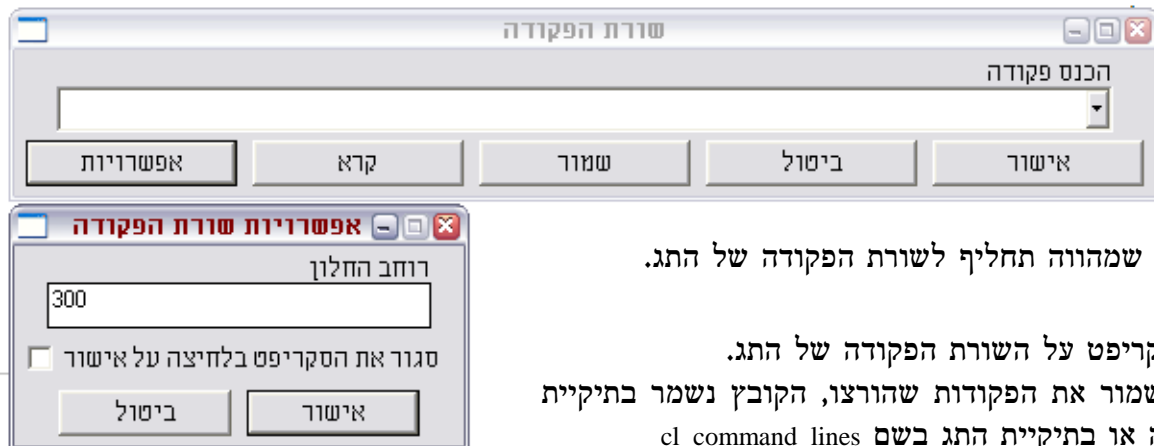 שורת הפקודה
הכנס פקודה
אישור ביטול שמור קרא אפשרויות
אפשרויות שורת הפקודה
רוחב החלון
300
סגור את הסקריפט בלחיצה על אישור
אישור ביטול
שמהווה תחליף לשורת הפקודה של התג.
על השורת הפקודה של התג.
את הפקודות שהורצו, הקובץ נשמר בתיקיית
או בתיקיית התג בשם cl command lines